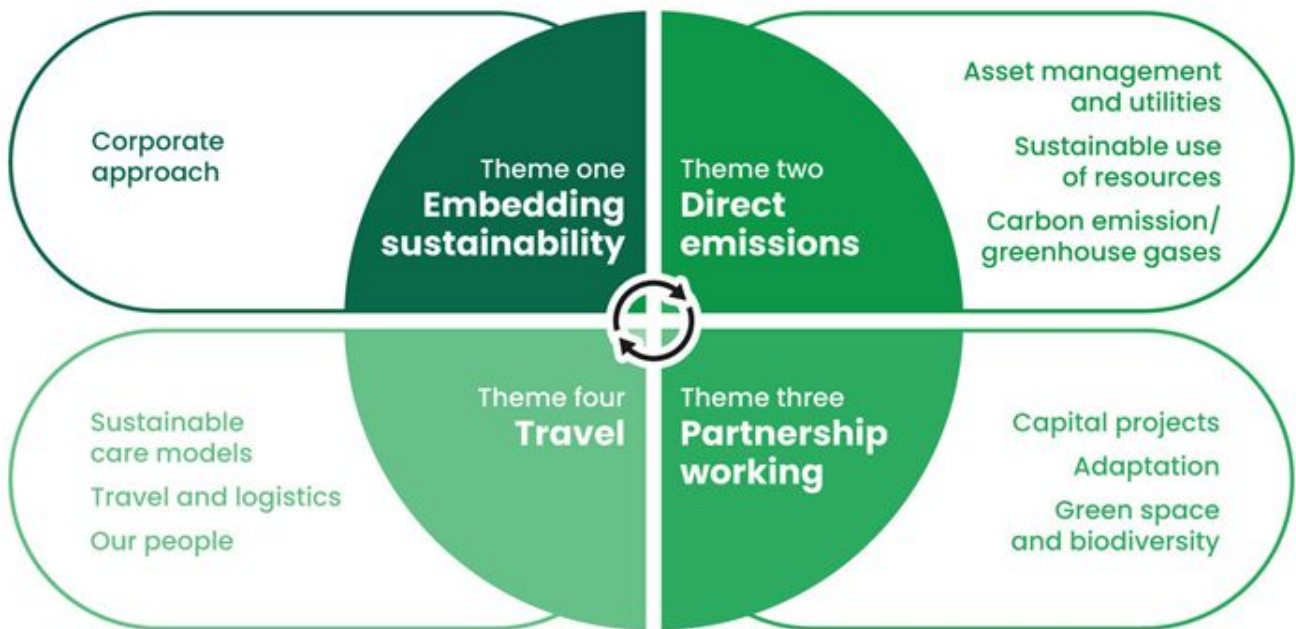 Corporate
approach
Theme one
Embedding
sustainability
Theme two
Direct
emissions
Asset management
and utilities
Sustainable use
of resources
Carbon emission/
greenhouse gases
Sustainable
care models
Travel and logistics
Our people
Theme four
Travel
Theme three
Partnership
working
Capital projects
Adaptation
Green space
and biodiversity